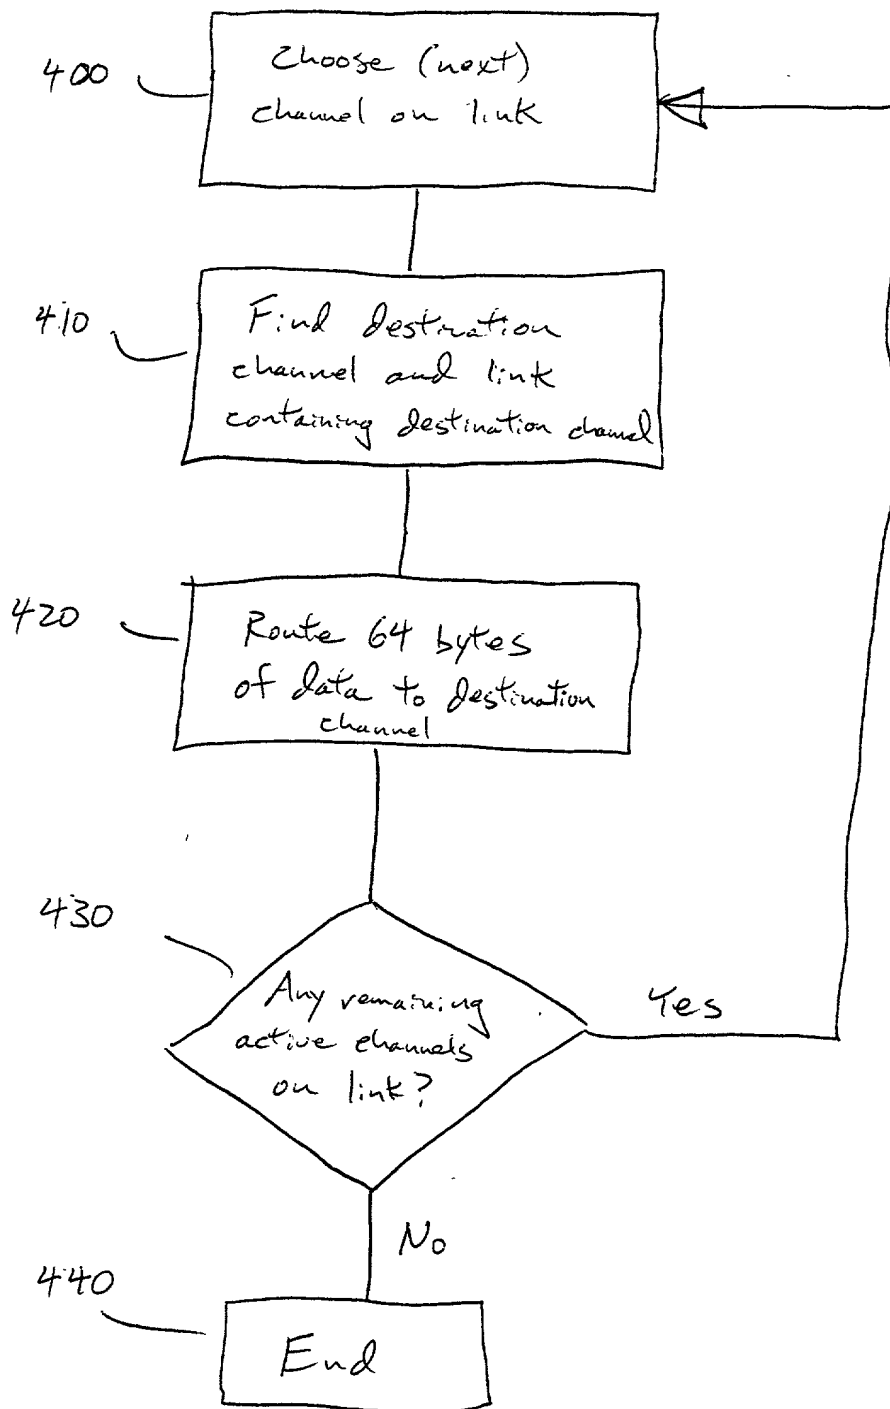 400
Choose (next)
channel on link
410
Find destination
channel and link
containing destination channel
420
Route 64 bytes
of data to destination
channel
430
Any remaining
active channels
on link?
Yes
No
440
End